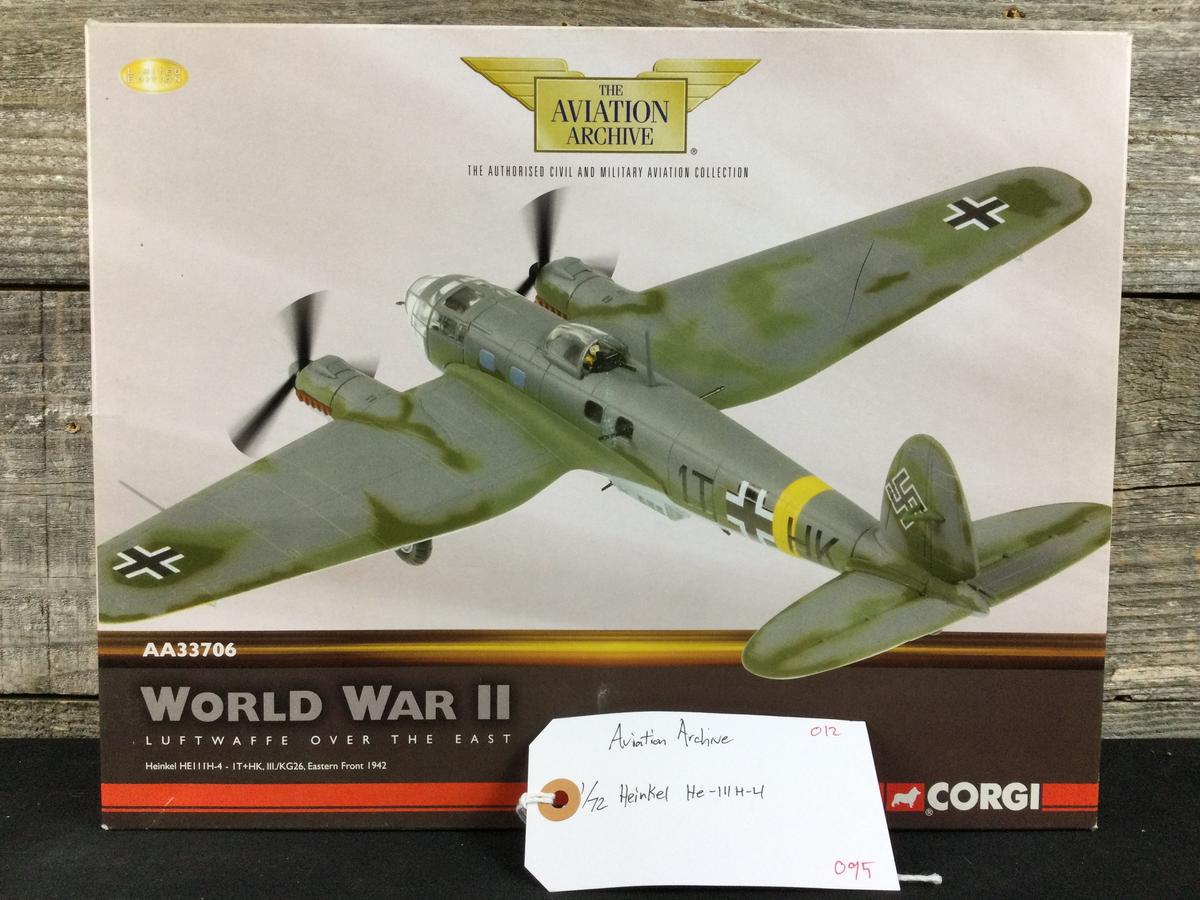 LIMITED
EDITION
THE
AVIATION
ARCHIVE
®
THE AUTHORISED CIVIL AND MILITARY AVIATION COLLECTION
1T
HK
AA33706
WORLD WAR II
LUFTWAFFE OVER THE EAST
Heinkel HE111H-4 - 1T+HK, III./KG26, Eastern Front 1942
Aviation Archive
012
1/72 Heinkel He-111H-4
095
® CORGI